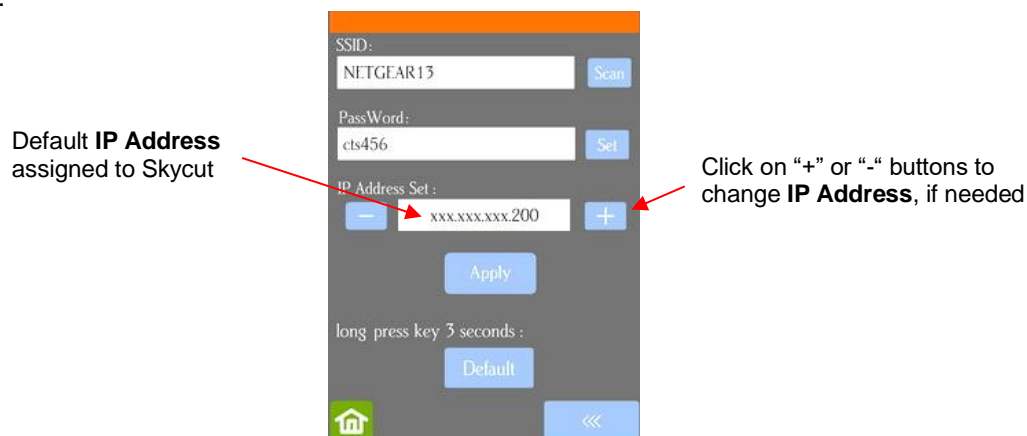 .
SSID:
NETGEAR13
Scan
PassWord:
cts456
Set
Default IP Address
assigned to Skycut
Click on “+” or “-“ buttons to
change IP Address, if needed
IP Address Set :
−
xxx.xxx.xxx.200
+
Apply
long press key 3 seconds :
Default
<<<